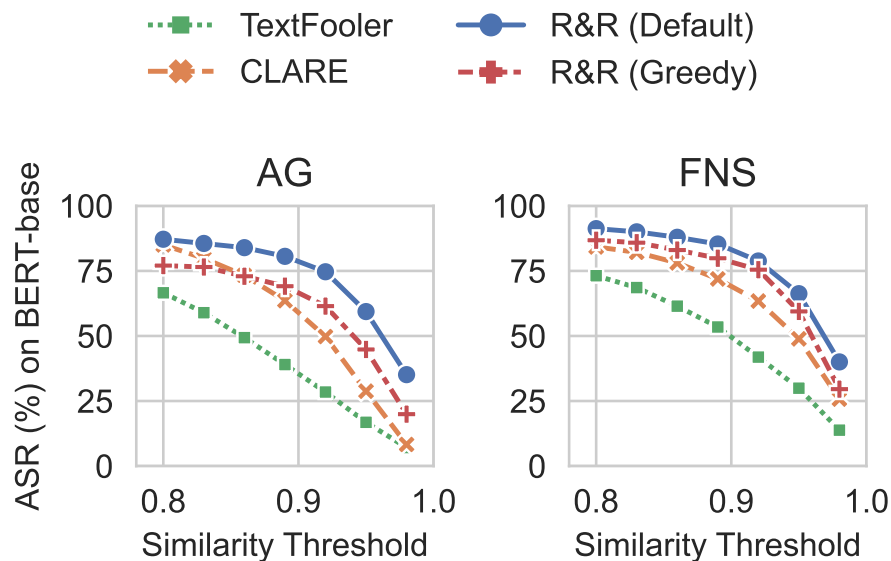 TextFooler
R&R (Default)
CLARE
R&R (Greedy)
ASR (%) on BERT-base
AG
100
75
50
25
0
0.8
0.9
1.0
Similarity Threshold
FNS
100
75
50
25
0
0.8
0.9
1.0
Similarity Threshold